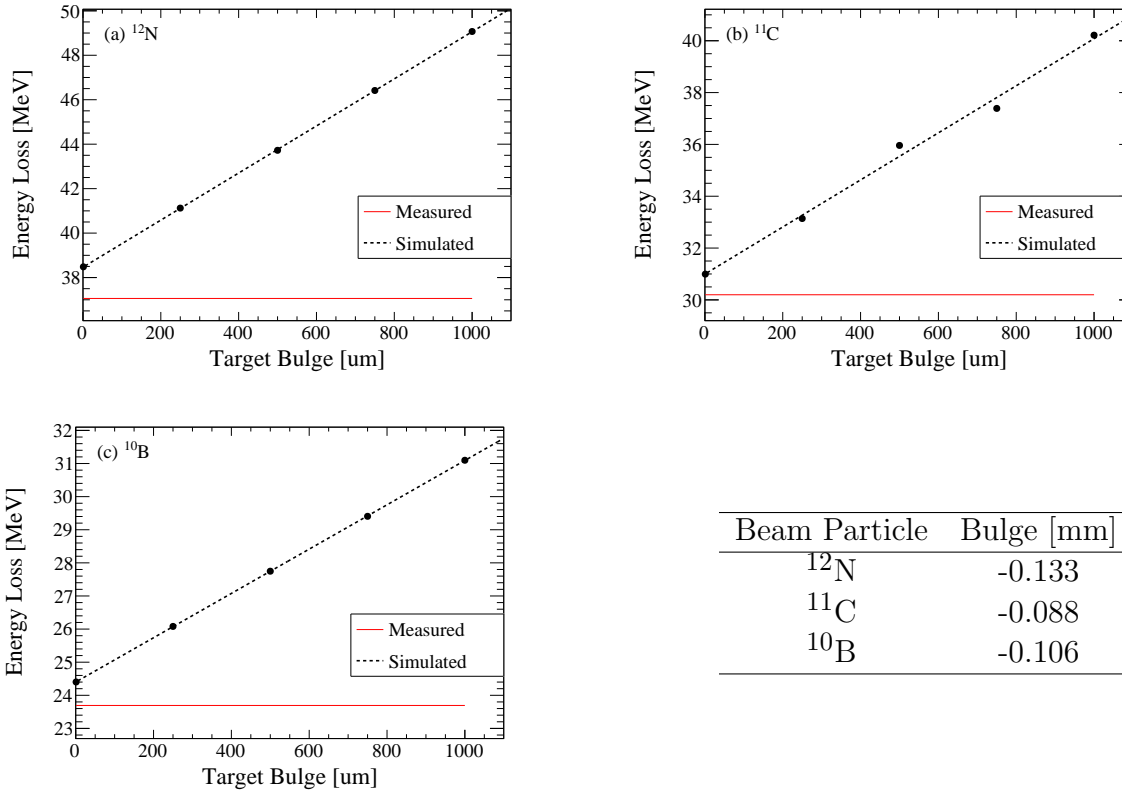 (a) ¹²N
50
48
46
44
42
40
38
Energy Loss [MeV]
Measured
Simulated
0 200 400 600 800 1000
Target Bulge [um]
(b) ¹¹C
40
38
36
34
32
30
Energy Loss [MeV]
Measured
Simulated
0 200 400 600 800 1000
Target Bulge [um]
(c) ¹⁰B
32
31
30
29
28
27
26
25
24
23
Energy Loss [MeV]
Measured
Simulated
0 200 400 600 800 1000
Target Bulge [um]
Beam Particle Bulge [mm]
¹²N -0.133
¹¹C -0.088
¹⁰B -0.106